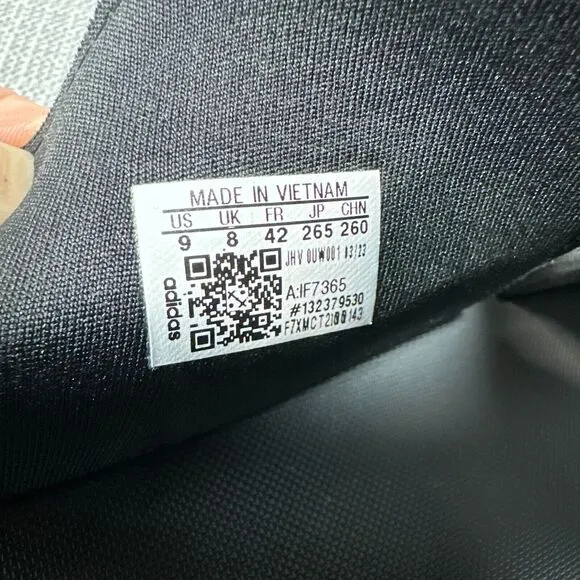 MADE IN VIETNAM
US UK FR JP CHN
9 8 42 265 260
JHV 0UW001 03/23
A:IF7365
#132379530
adidas